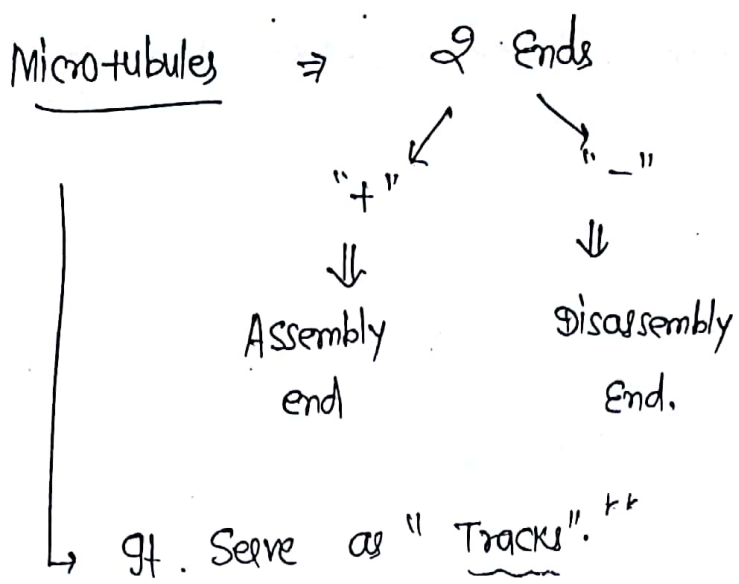 Microtubules ⇒ 2 Ends
"+" "_"
⇓ ⇓
Assembly Disassembly
end End.
↳ It. Serve as "Tracks".**